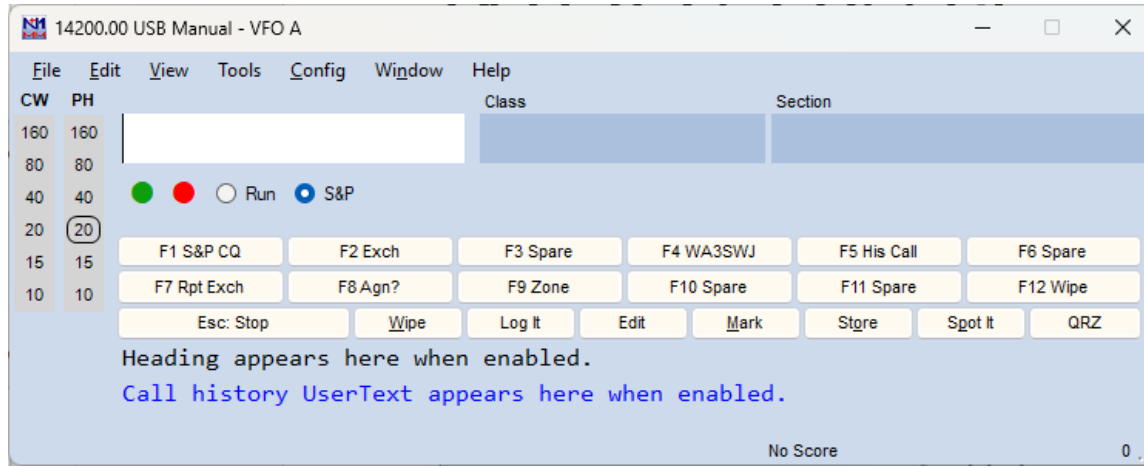 14200.00 USB Manual - VFO A
File Edit View Tools Config Window Help
CW PH Class Section
160 160
80 80
40 40 Run S&P
20 20
15 15
10 10
F1 S&P CQ F2 Exch F3 Spare F4 WA3SWJ F5 His Call F6 Spare
F7 Rpt Exch F8 Agn? F9 Zone F10 Spare F11 Spare F12 Wipe
Esc: Stop Wipe Log It Edit Mark Store Spot It QRZ
Heading appears here when enabled.
Call history UserText appears here when enabled.
No Score 0